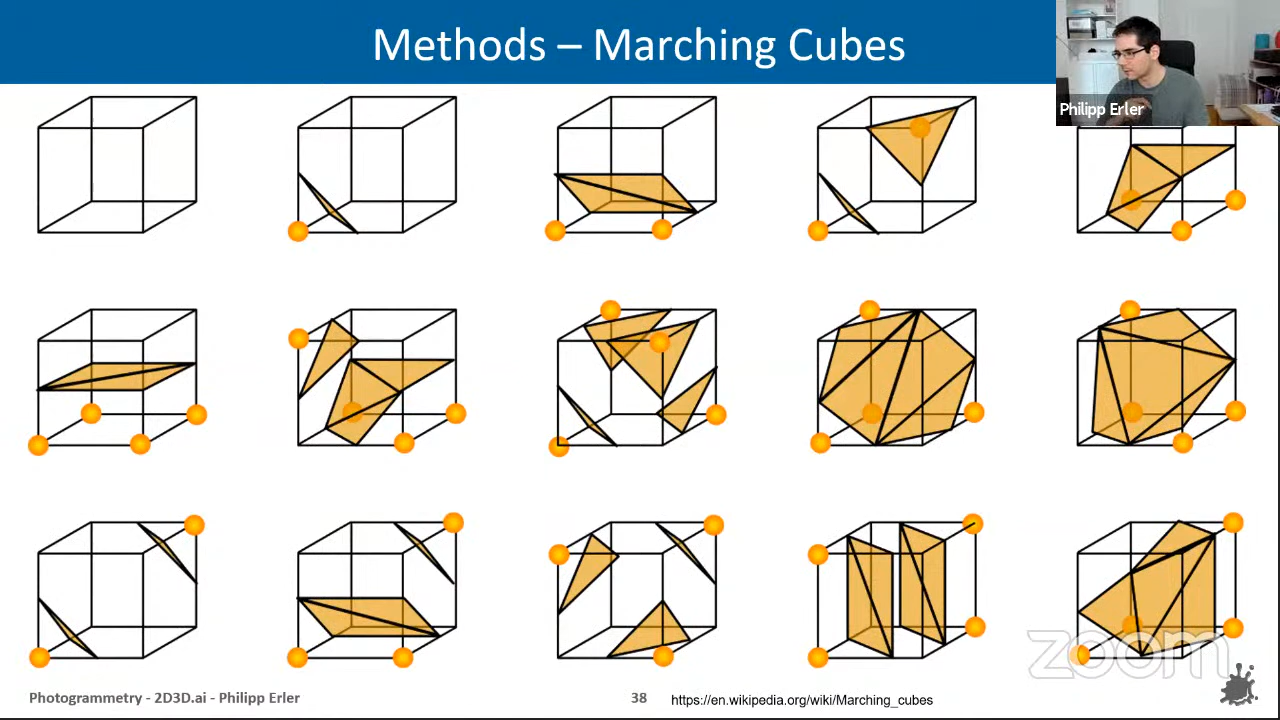 Methods – Marching Cubes
Philipp Erler
zoom
Photogrammetry - 2D3D.ai - Philipp Erler
38
https://en.wikipedia.org/wiki/Marching_cubes